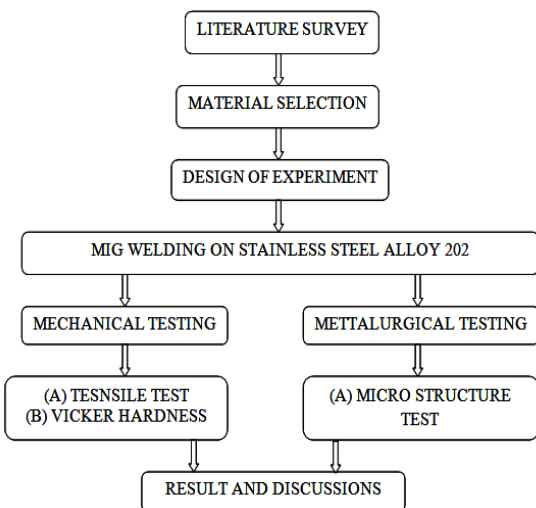 LITERATURE SURVEY
MATERIAL SELECTION
DESIGN OF EXPERIMENT
MIG WELDING ON STAINLESS STEEL ALLOY 202
MECHANICAL TESTING
METTALURGICAL TESTING
(A) TESNSILE TEST
(B) VICKER HARDNESS
(A) MICRO STRUCTURE
TEST
RESULT AND DISCUSSIONS